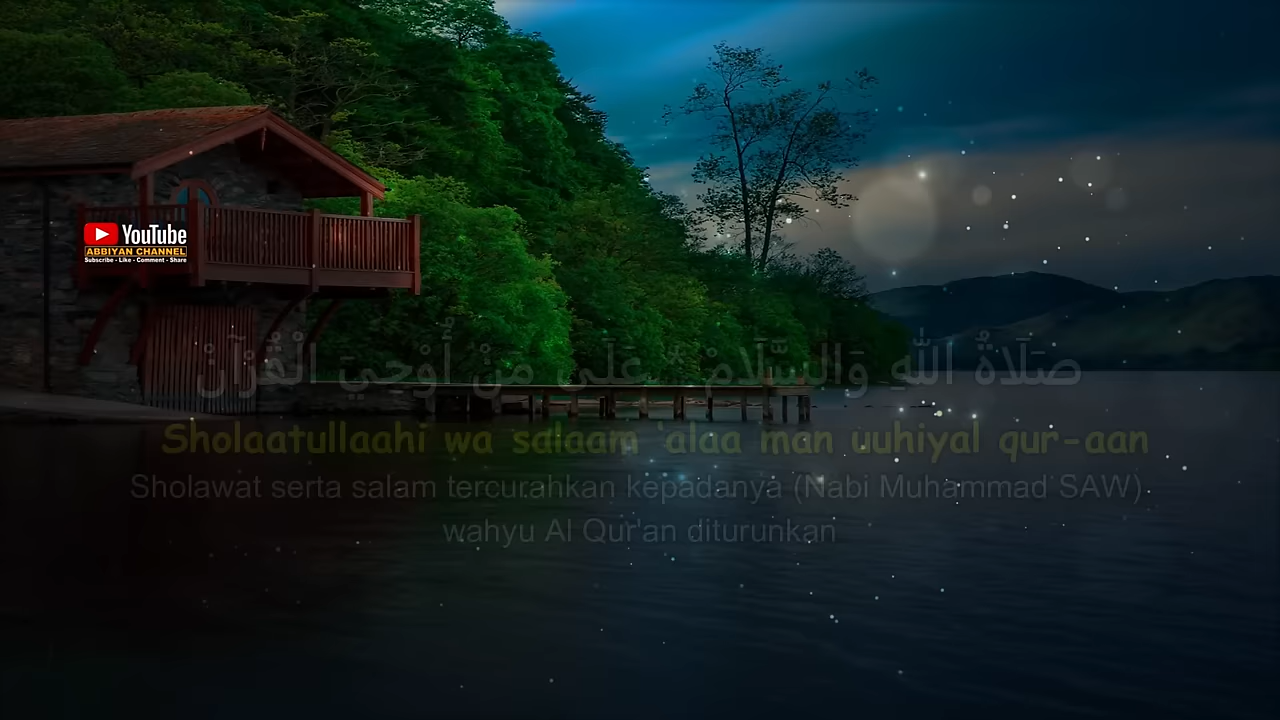 YouTube
ABBIYAN CHANNEL
Subscribe - Like - Comment - Share
صَلَاةُ اللّٰهِ وَالسَّلَامُ عَلَى مَنْ أُوْحِيَ الْقُرْآنْ
Sholaatullaahi wa salaam 'alaa man uuhiyal qur-aan
Sholawat serta salam tercurahkan kepadanya (Nabi Muhammad SAW)
wahyu Al Qur'an diturunkan